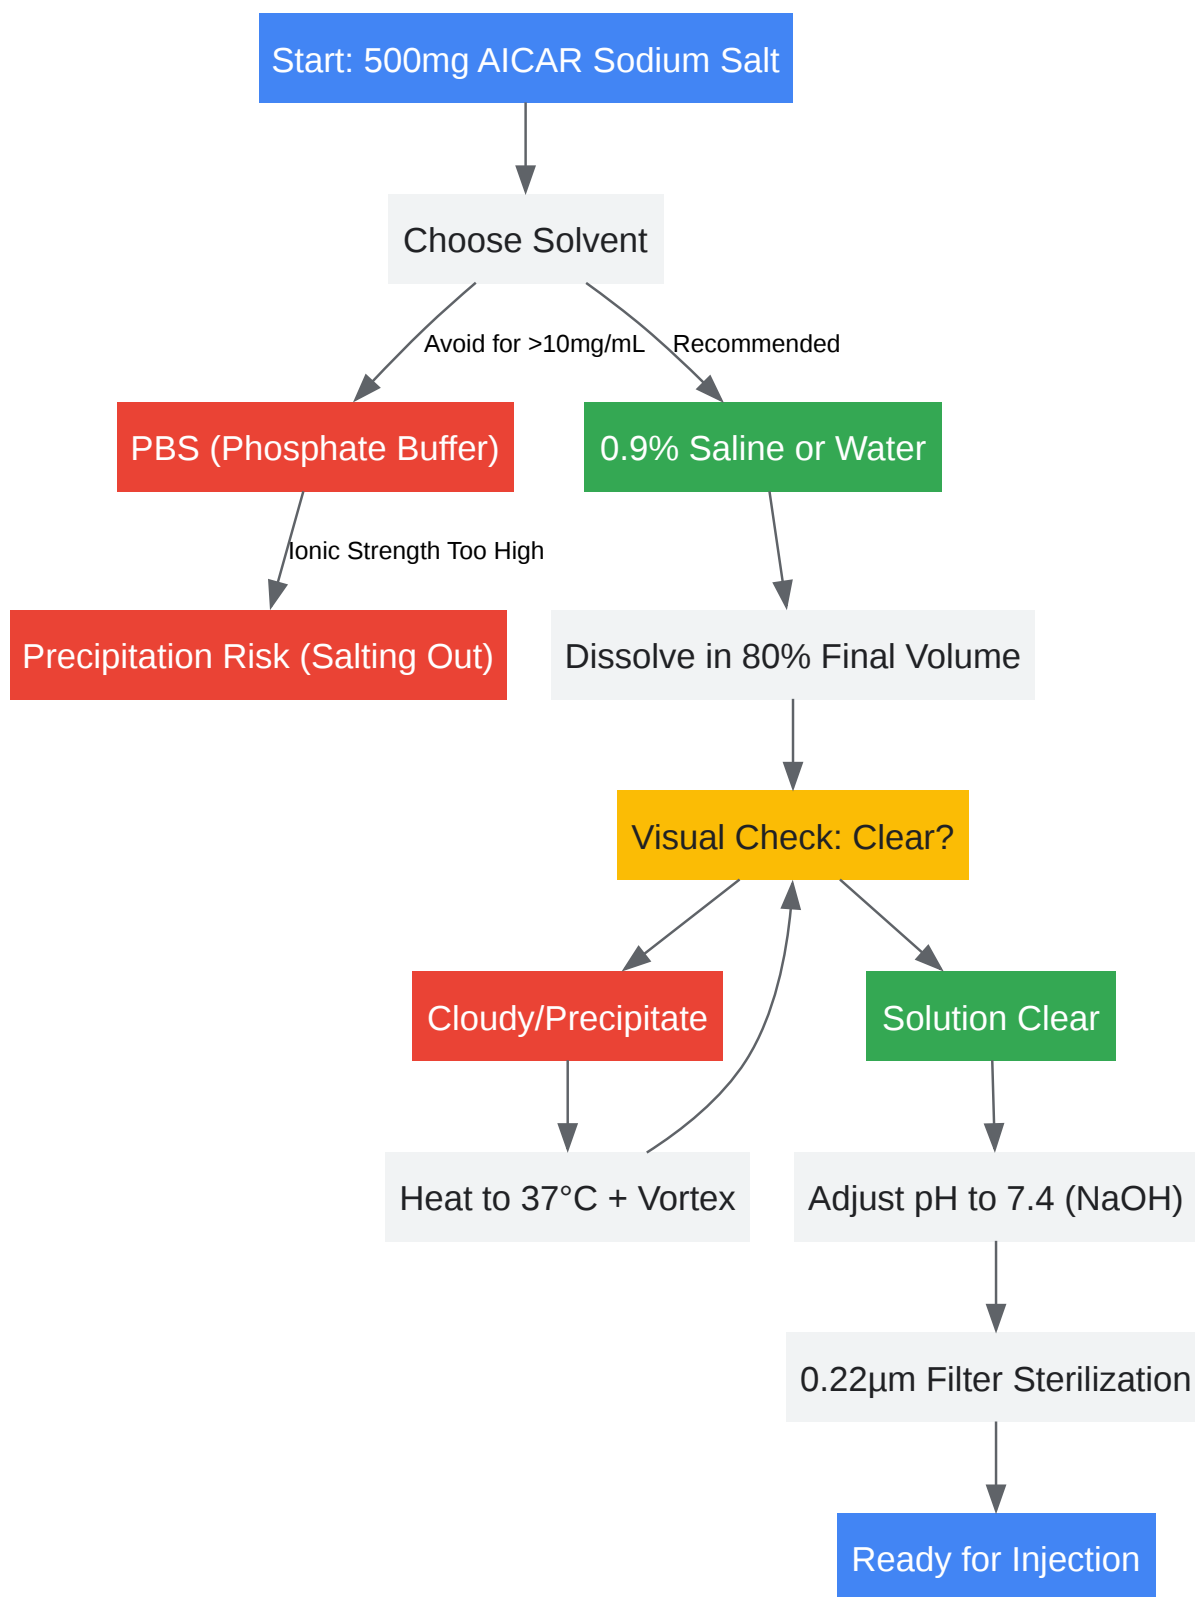 Start: 500mg AICAR Sodium Salt
Choose Solvent
Avoid for >10mg/mL
Recommended
PBS (Phosphate Buffer)
0.9% Saline or Water
Ionic Strength Too High
Precipitation Risk (Salting Out)
Dissolve in 80% Final Volume
Visual Check: Clear?
Cloudy/Precipitate
Solution Clear
Heat to 37°C + Vortex
Adjust pH to 7.4 (NaOH)
0.22µm Filter Sterilization
Ready for Injection